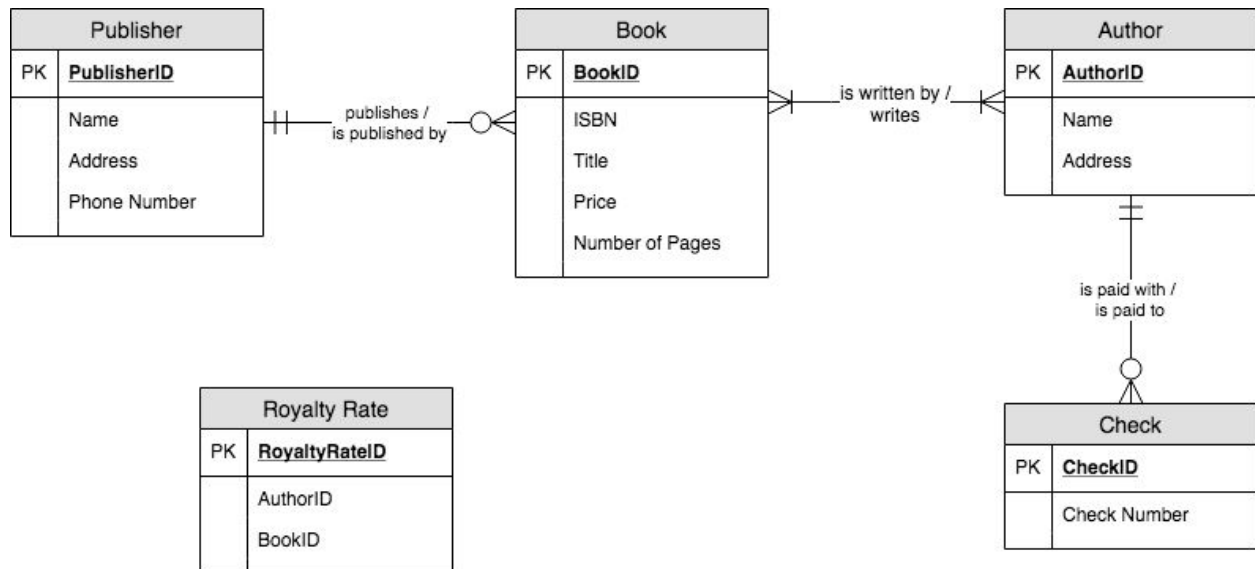 Publisher
PK PublisherID
Name
Address
Phone Number
publishes /
is published by
Book
PK BookID
ISBN
Title
Price
Number of Pages
is written by /
writes
Author
PK AuthorID
Name
Address
is paid with /
is paid to
Royalty Rate
PK RoyaltyRateID
AuthorID
BookID
Check
PK CheckID
Check Number